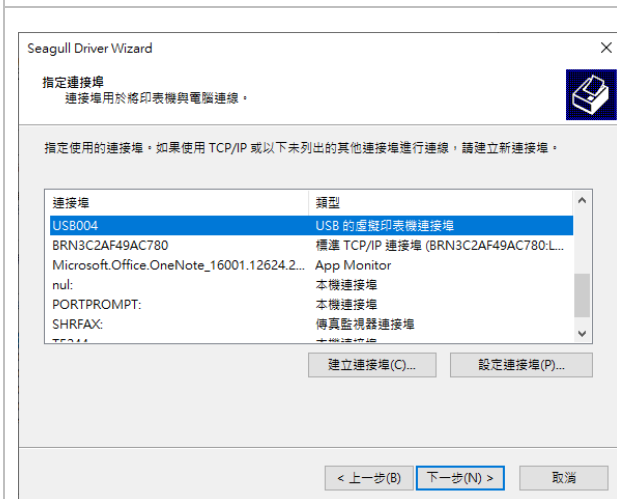 Seagull Driver Wizard
指定連接埠
連接埠用於將印表機與電腦連線。
指定使用的連接埠。如果使用 TCP/IP 或以下未列出的其他連接埠進行連線，請建立新連接埠。
連接埠 類型
USB004 USB 的虛擬印表機連接埠
BRN3C2AF49AC780 標準 TCP/IP 連接埠 (BRN3C2AF49AC780:L...
Microsoft.Office.OneNote_16001.12624.2... App Monitor
nul: 本機連接埠
PORTPROMPT: 本機連接埠
SHRFAX: 傳真監視器連接埠
本機連接埠
建立連接埠(C)... 設定連接埠(P)...
< 上一步(B) 下一步(N) > 取消